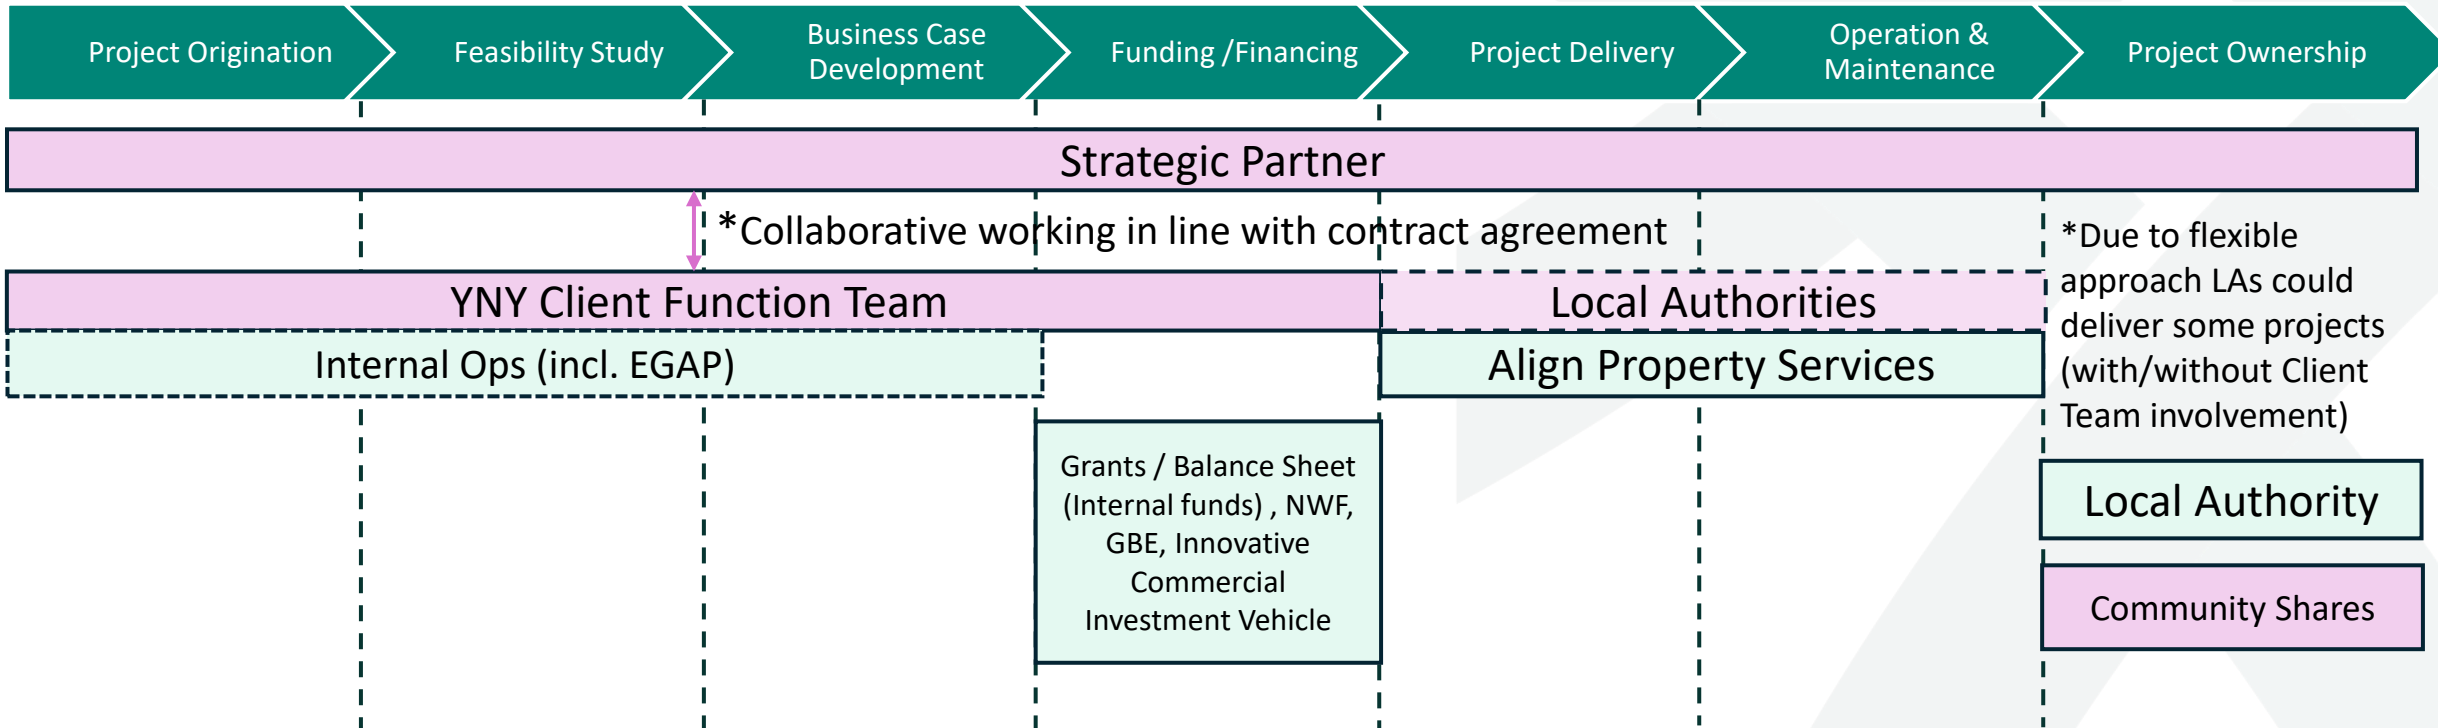 Project Origination
Feasibility Study
Business Case
Development
Funding /Financing
Project Delivery
Operation &
Maintenance
Project Ownership
Strategic Partner
*Collaborative working in line with contract agreement
YNY Client Function Team
Local Authorities
Internal Ops (incl. EGAP)
Align Property Services
*Due to flexible
approach LAs could
deliver some projects
(with/without Client
Team involvement)
Grants / Balance Sheet
(Internal funds) , NWF,
GBE, Innovative
Commercial
Investment Vehicle
Local Authority
Community Shares